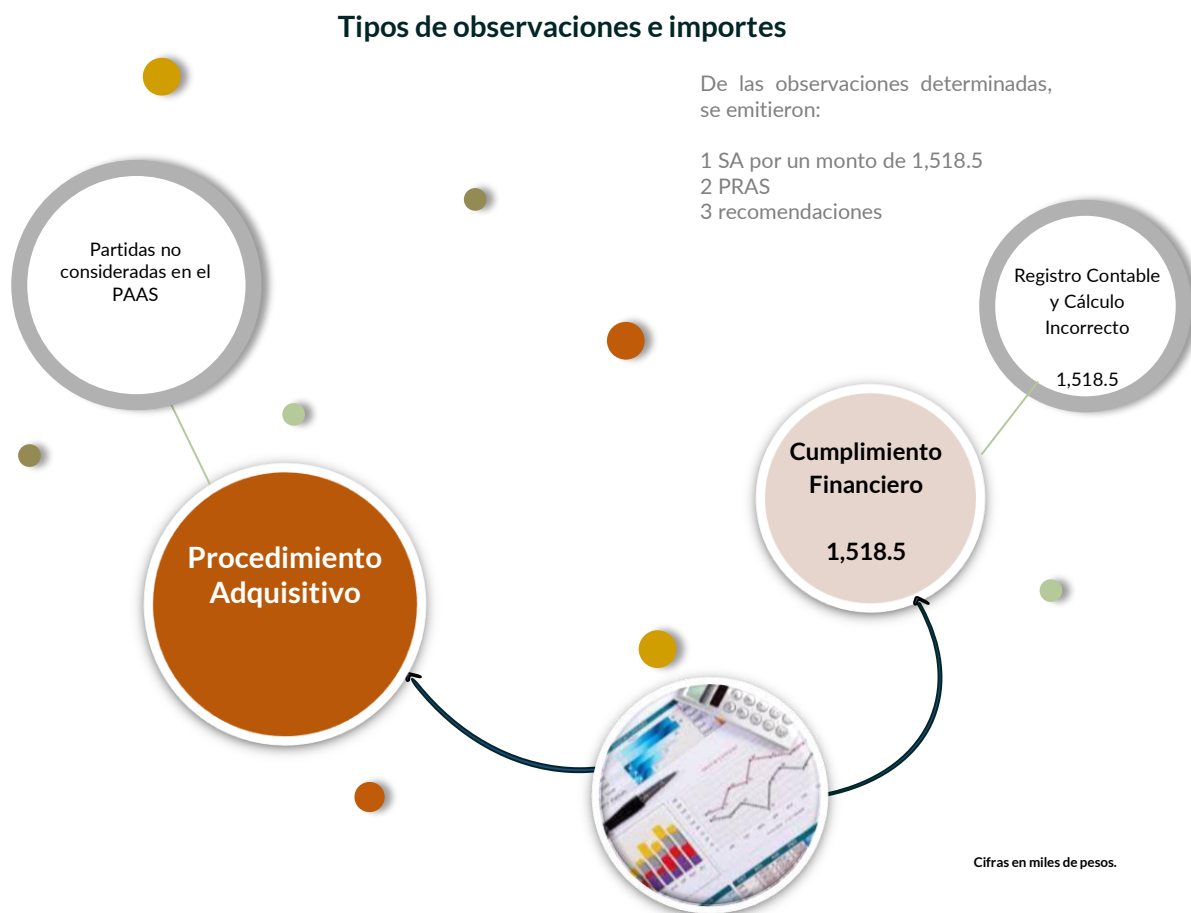 Tipos de observaciones e importes
De las observaciones determinadas,
se emitieron:
1 SA por un monto de 1,518.5
2 PRAS
3 recomendaciones
Partidas no
consideradas en el
PAAS
Registro Contable
y Cálculo
Incorrecto
1,518.5
Cumplimiento
Financiero
1,518.5
Procedimiento
Adquisitivo
Cifras en miles de pesos.